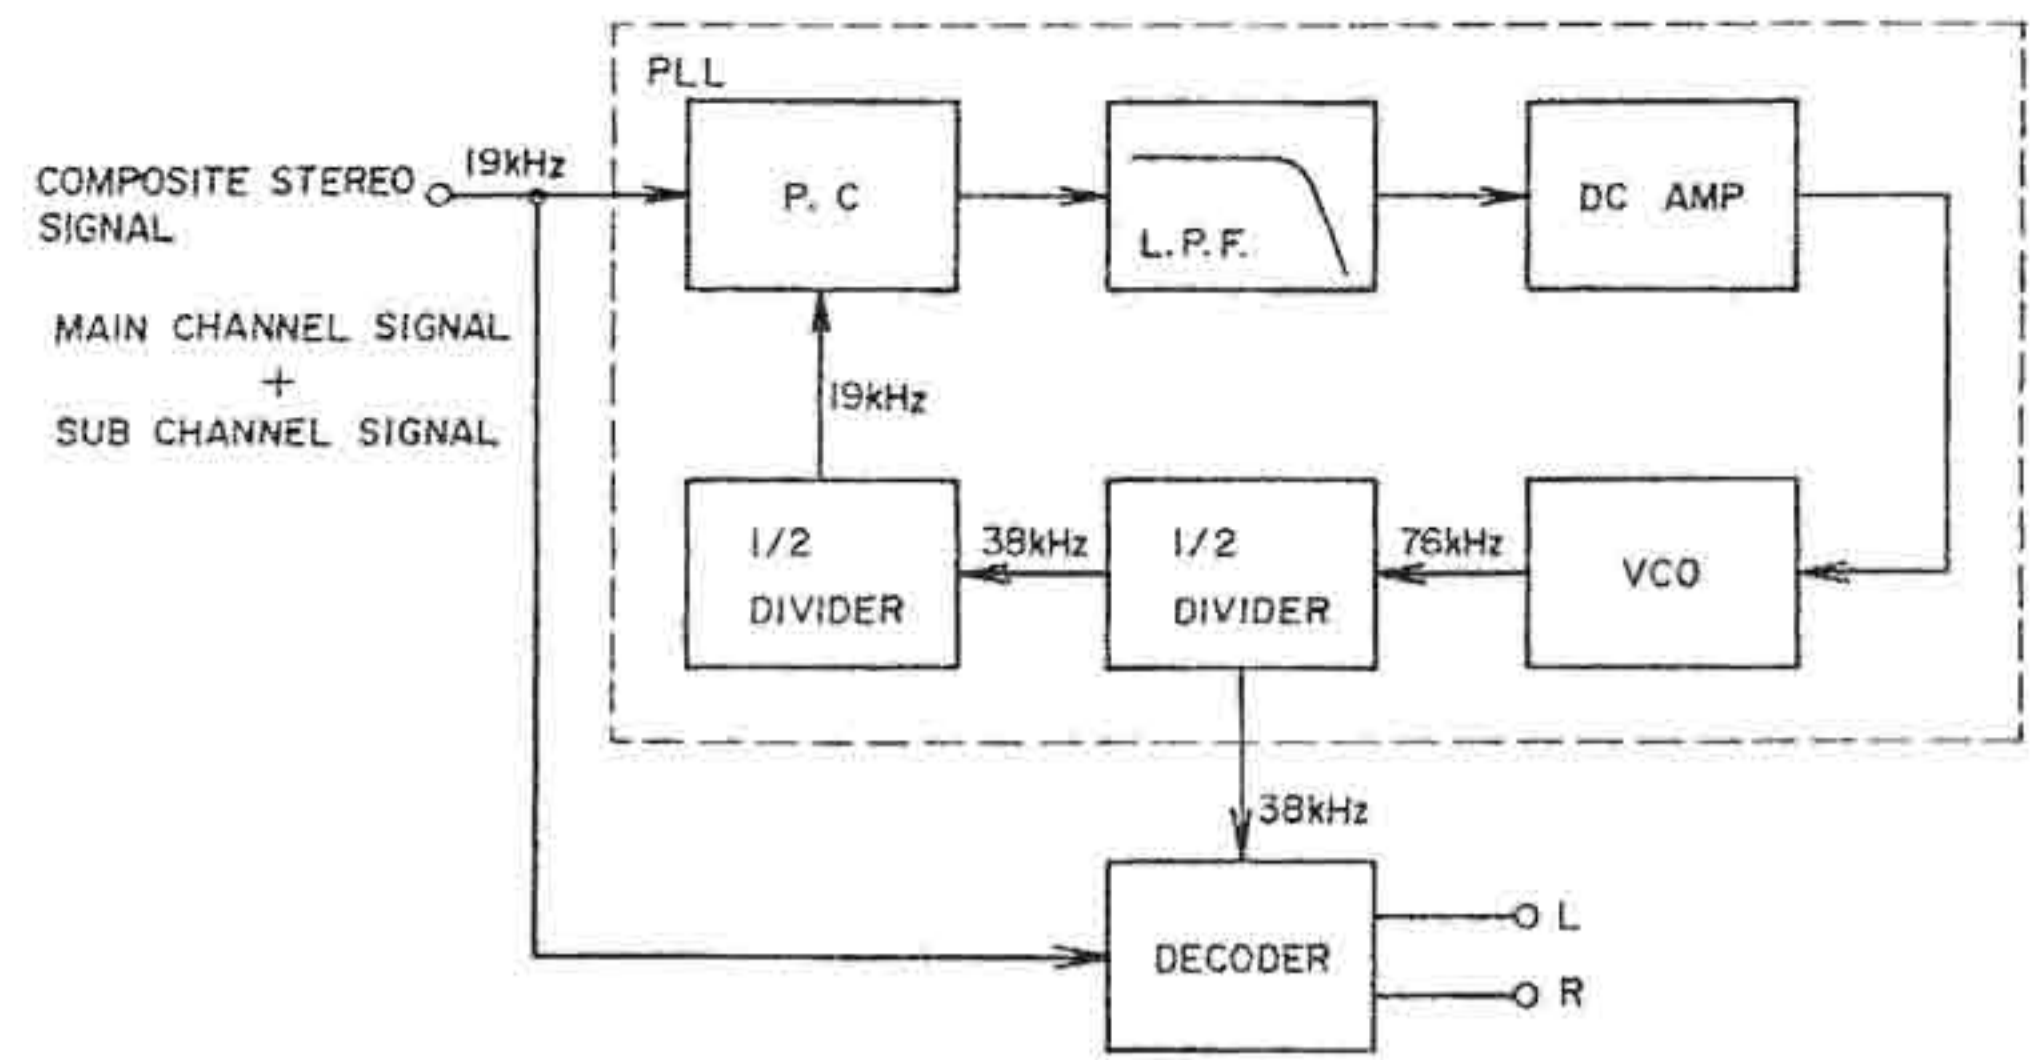 PLL
19kHz
COMPOSITE STEREO
SIGNAL
P. C
L.P.F.
DC AMP
MAIN CHANNEL SIGNAL
+
SUB CHANNEL SIGNAL
19kHz
1/2
DIVIDER
38kHz
1/2
DIVIDER
76kHz
VCO
38kHz
DECODER
L
R